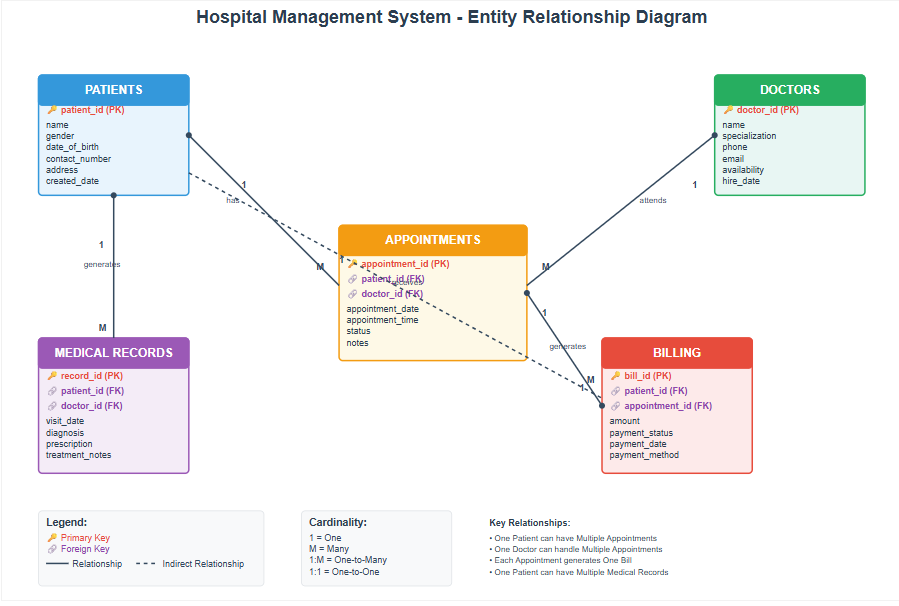 Hospital Management System - Entity Relationship Diagram
PATIENTS
🔑 patient_id (PK)
name
gender
date_of_birth
contact_number
address
created_date
DOCTORS
🔑 doctor_id (PK)
name
specialization
phone
email
availability
hire_date
1
has
M
1
attends
M
APPOINTMENTS
🔑 appointment_id (PK)
🔗 patient_id (FK)
🔗 doctor_id (FK)
appointment_date
appointment_time
status
notes
1
receives
1
1
generates
M
1
generates
M
MEDICAL RECORDS
🔑 record_id (PK)
🔗 patient_id (FK)
🔗 doctor_id (FK)
visit_date
diagnosis
prescription
treatment_notes
BILLING
🔑 bill_id (PK)
🔗 patient_id (FK)
🔗 appointment_id (FK)
amount
payment_status
payment_date
payment_method
Legend:
🔑 Primary Key
🔗 Foreign Key
Relationship
Indirect Relationship
Cardinality:
1 = One
M = Many
1:M = One-to-Many
1:1 = One-to-One
Key Relationships:
• One Patient can have Multiple Appointments
• One Doctor can handle Multiple Appointments
• Each Appointment generates One Bill
• One Patient can have Multiple Medical Records